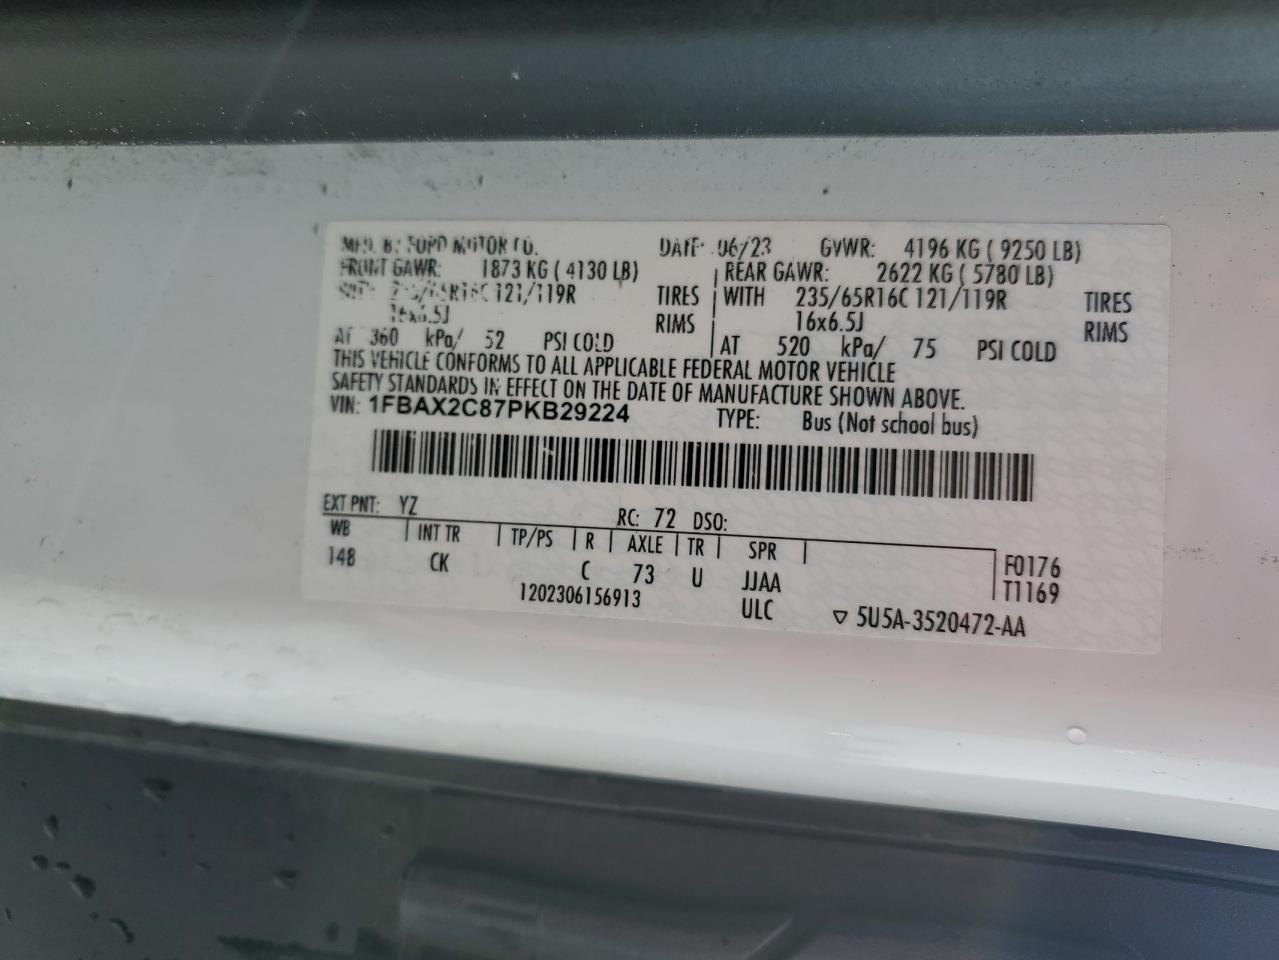 MFD. BY FORD MOTOR CO. DATE: 06/23 GVWR: 4196 KG ( 9250 LB)
FRONT GAWR: 1873 KG ( 4130 LB) REAR GAWR: 2622 KG ( 5780 LB)
WITH 235/65R16C 121/119R TIRES WITH 235/65R16C 121/119R TIRES
16x6.5J RIMS 16x6.5J RIMS
AT 360 kPa/ 52 PSI COLD AT 520 kPa/ 75 PSI COLD
THIS VEHICLE CONFORMS TO ALL APPLICABLE FEDERAL MOTOR VEHICLE
SAFETY STANDARDS IN EFFECT ON THE DATE OF MANUFACTURE SHOWN ABOVE.
VIN: 1FBAX2C87PKB29224 TYPE: Bus (Not school bus)
EXT PNT: YZ RC: 72 DSO:
WB INT TR TP/PS R AXLE TR SPR
148 CK C 73 U JJAA F0176
T1169
1202306156913 ULC ▽ 5U5A-3520472-AA